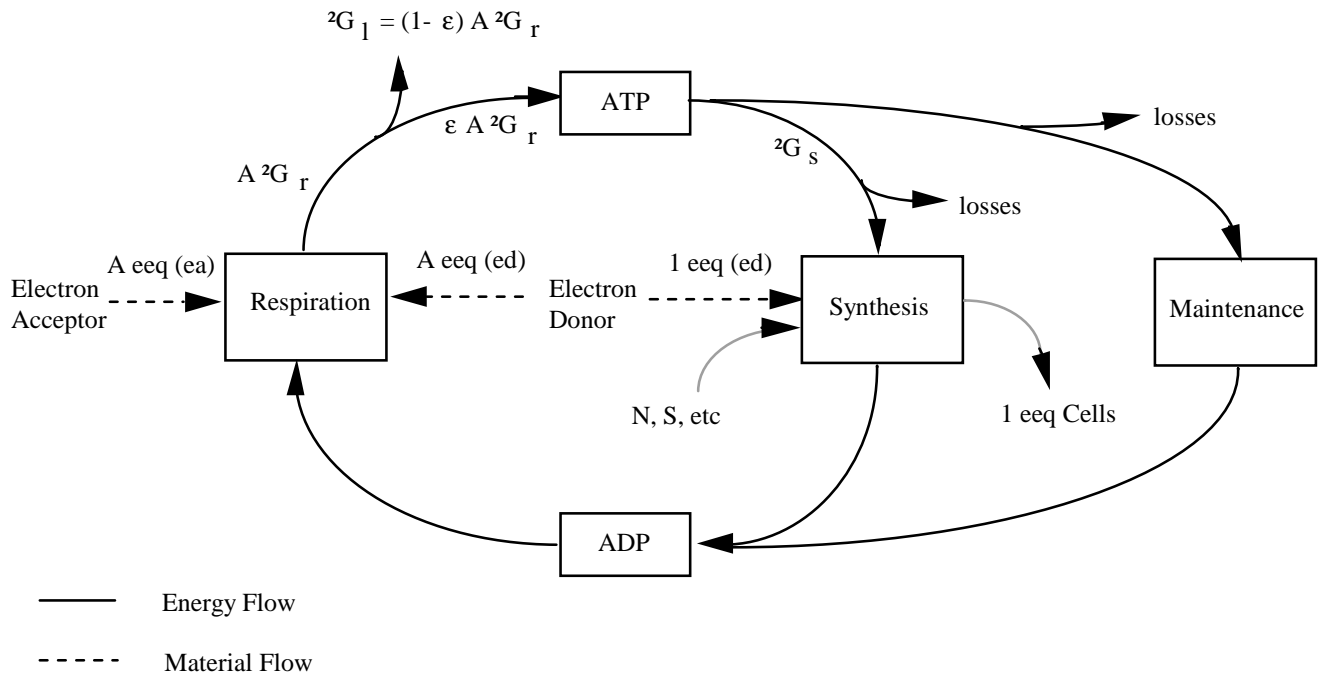 ²G l = (1- ε) A ²G r
ATP
losses
ε A ²G r
²G s
A ²G r
losses
A eeq (ea)
A eeq (ed)
1 eeq (ed)
Electron
Acceptor
Respiration
Electron
Donor
Synthesis
Maintenance
N, S, etc
1 eeq Cells
ADP
Energy Flow
Material Flow